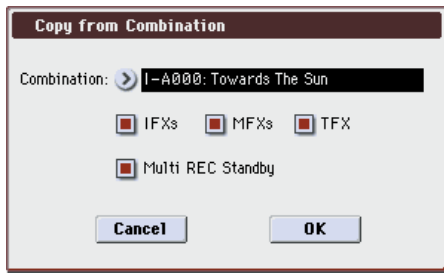 Copy from Combination
Combination: I-A000: Towards The Sun
IFXs MFXs TFX
Multi REC Standby
Cancel OK